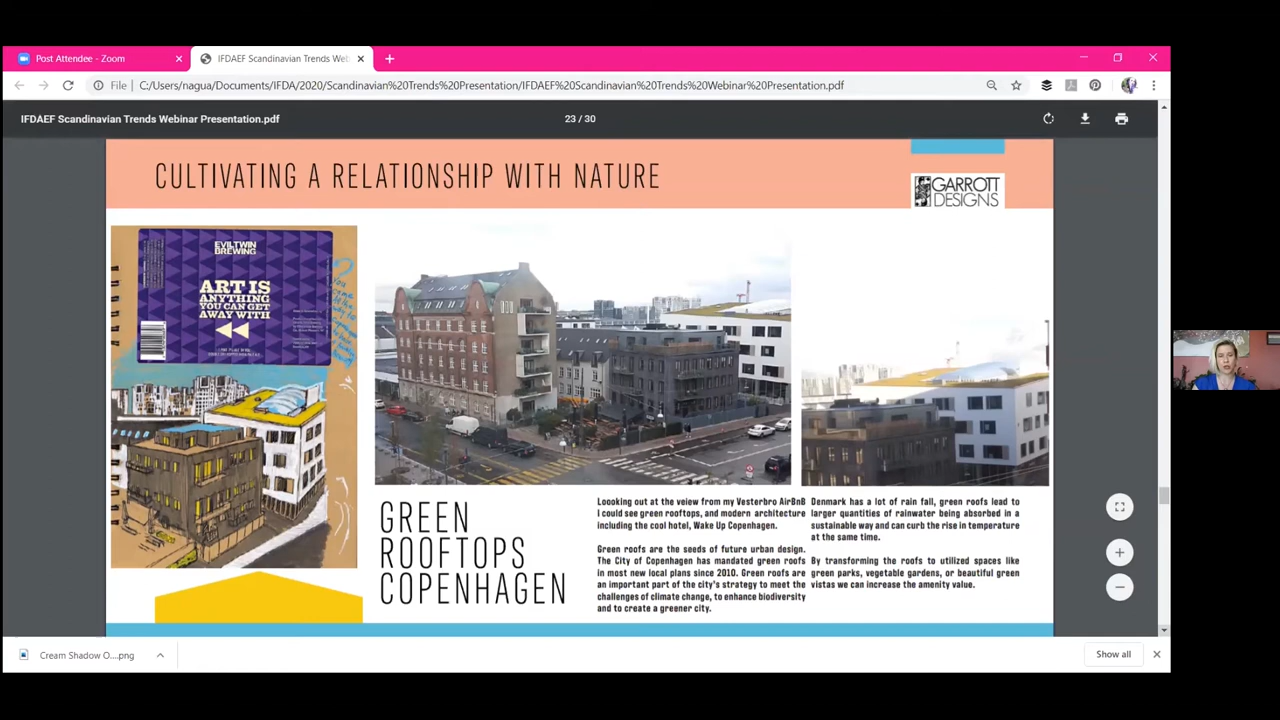 Post Attendee - Zoom
IFDAEF Scandinavian Trends Web
File
C:/Users/nagua/Documents/IFDA/2020/Scandinavian%20Trends%20Presentation/IFDAEF%20Scandinavian%20Trends%20Webinar%20Presentation.pdf
IFDAEF Scandinavian Trends Webinar Presentation.pdf
23 / 30
CULTIVATING A RELATIONSHIP WITH NATURE
GARROTT
DESIGNS
EVILTWIN
BREWING
ART IS
ANYTHING
YOU CAN GET
AWAY WITH
GREEN
ROOFTOPS
COPENHAGEN
Loooking out at the veiew from my Vesterbro AirBnB
I could see green rooftops, and modern architecture
including the cool hotel, Wake Up Copenhagen.
Green roofs are the seeds of future urban design.
The City of Copenhagen has mandated green roofs
in most new local plans since 2010. Green roofs are
an important part of the city's strategy to meet the
challenges of climate change, to enhance biodiversity
and to create a greener city.
Denmark has a lot of rain fall, green roofs lead to
larger quantities of rainwater being absorbed in a
sustainable way and can curb the rise in temperature
at the same time.
By transforming the roofs to utilized spaces like
green parks, vegetable gardens, or beautiful green
vistas we can increase the amenity value.
Cream Shadow O....png
Show all